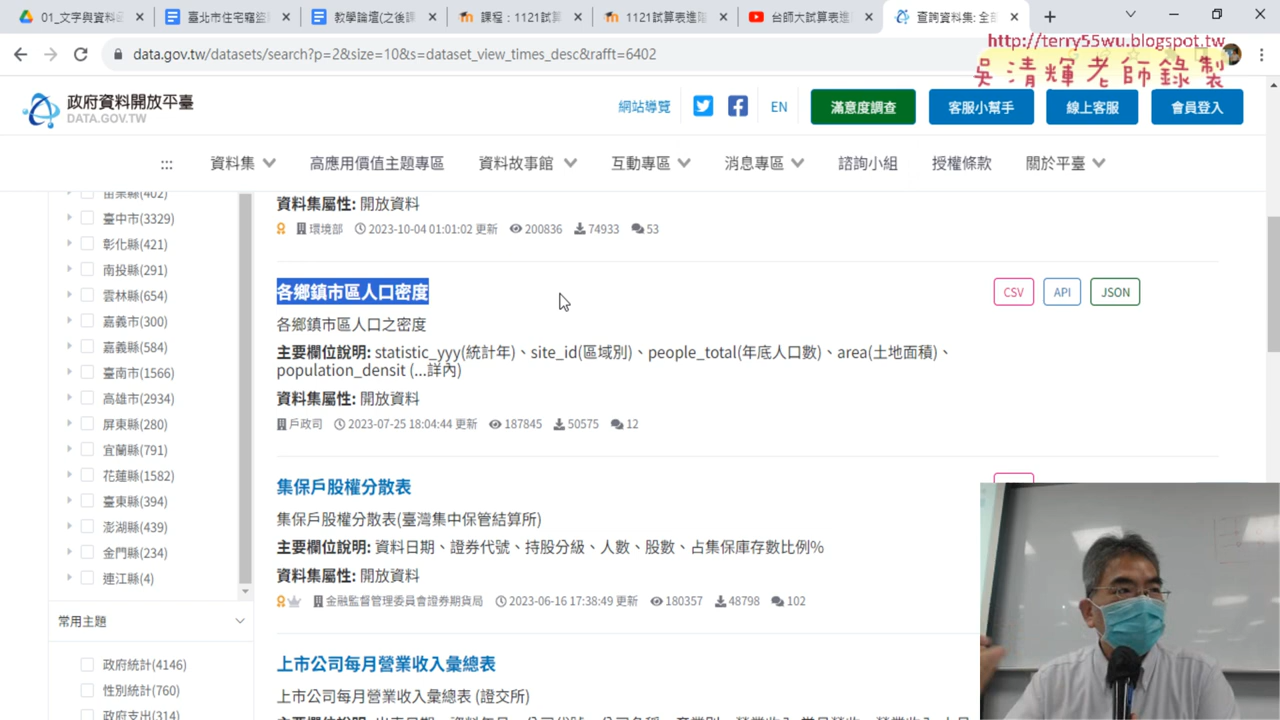 01_文字與資料函
臺北市住宅竊盜
教學論壇(之後課
課程：1121試算
1121試算表進階
台師大試算表進
查詢資料集: 全部
data.gov.tw/datasets/search?p=2&size=10&s=dataset_view_times_desc&rafft=6402
http://terry55wu.blogspot.tw
吳清輝老師錄製
政府資料開放平臺
DATA.GOV.TW
網站導覽
EN
滿意度調查
客服小幫手
線上客服
會員登入
資料集
高應用價值主題專區
資料故事館
互動專區
消息專區
諮詢小組
授權條款
關於平臺
苗栗縣(402)
臺中市(3329)
彰化縣(421)
南投縣(291)
雲林縣(654)
嘉義市(300)
嘉義縣(584)
臺南市(1566)
高雄市(2934)
屏東縣(280)
宜蘭縣(791)
花蓮縣(1582)
臺東縣(394)
澎湖縣(439)
金門縣(234)
連江縣(4)
常用主題
政府統計(4146)
性別統計(760)
政府支出(314)
資料集屬性: 開放資料
環境部 2023-10-04 01:01:02 更新 200836 74933 53
各鄉鎮市區人口密度
CSV API JSON
各鄉鎮市區人口之密度
主要欄位說明: statistic_yyy(統計年)、site_id(區域別)、people_total(年底人口數)、area(土地面積)、
population_densit (...詳內)
資料集屬性: 開放資料
戶政司 2023-07-25 18:04:44 更新 187845 50575 12
集保戶股權分散表
集保戶股權分散表(臺灣集中保管結算所)
主要欄位說明: 資料日期、證券代號、持股分級、人數、股數、占集保庫存數比例%
資料集屬性: 開放資料
金融監督管理委員會證券期貨局 2023-06-16 17:38:49 更新 180357 48798 102
上市公司每月營業收入彙總表
上市公司每月營業收入彙總表 (證交所)